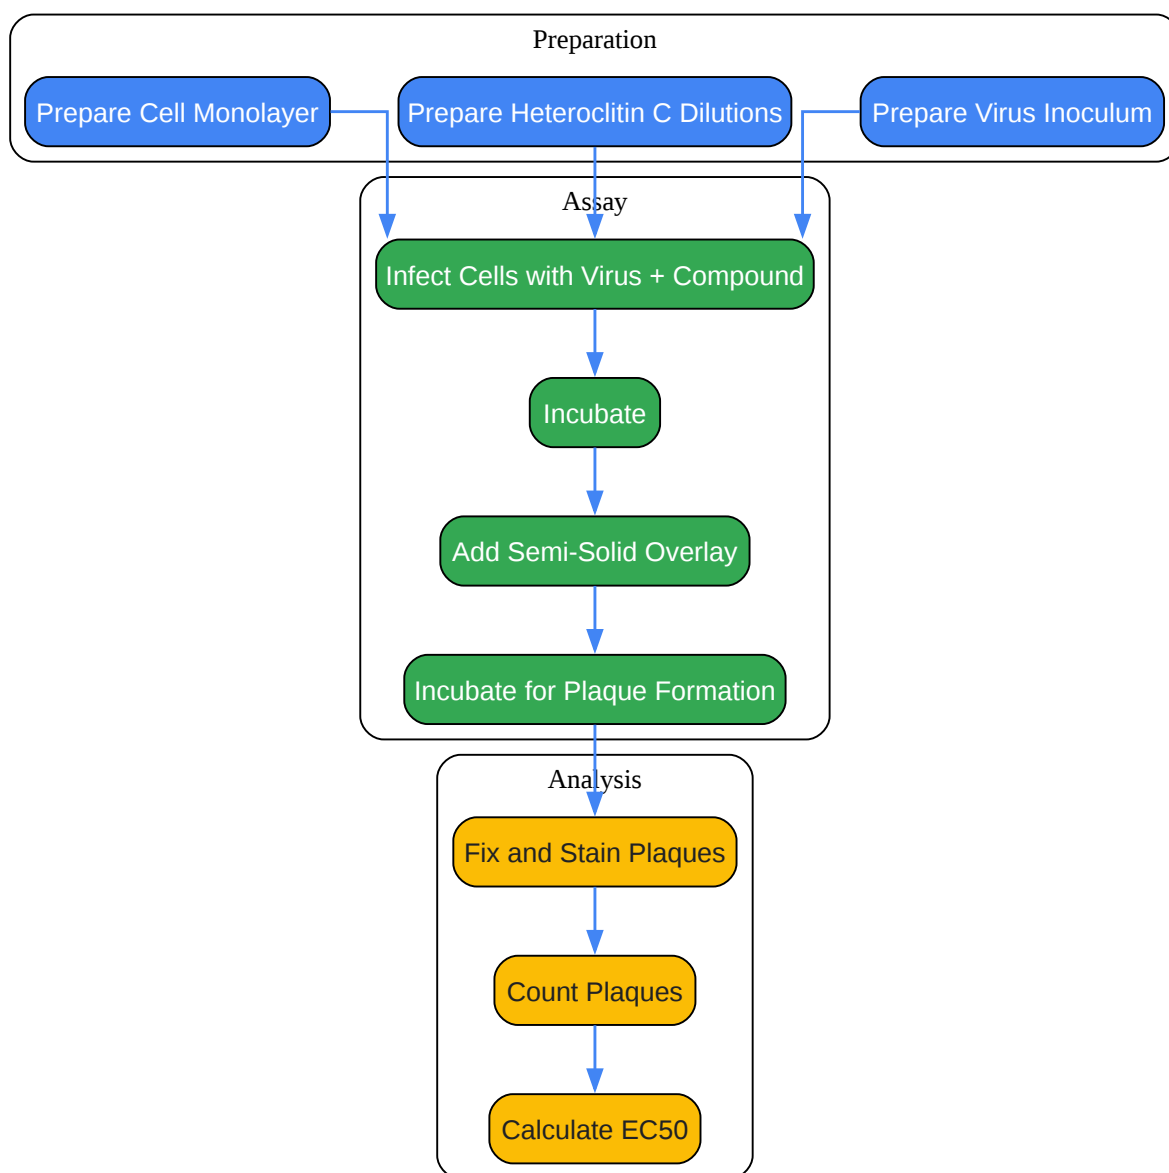 Preparation
Prepare Cell Monolayer
Prepare Heteroclitin C Dilutions
Prepare Virus Inoculum
Assay
Infect Cells with Virus + Compound
Incubate
Add Semi-Solid Overlay
Incubate for Plaque Formation
Analysis
Fix and Stain Plaques
Count Plaques
Calculate EC50